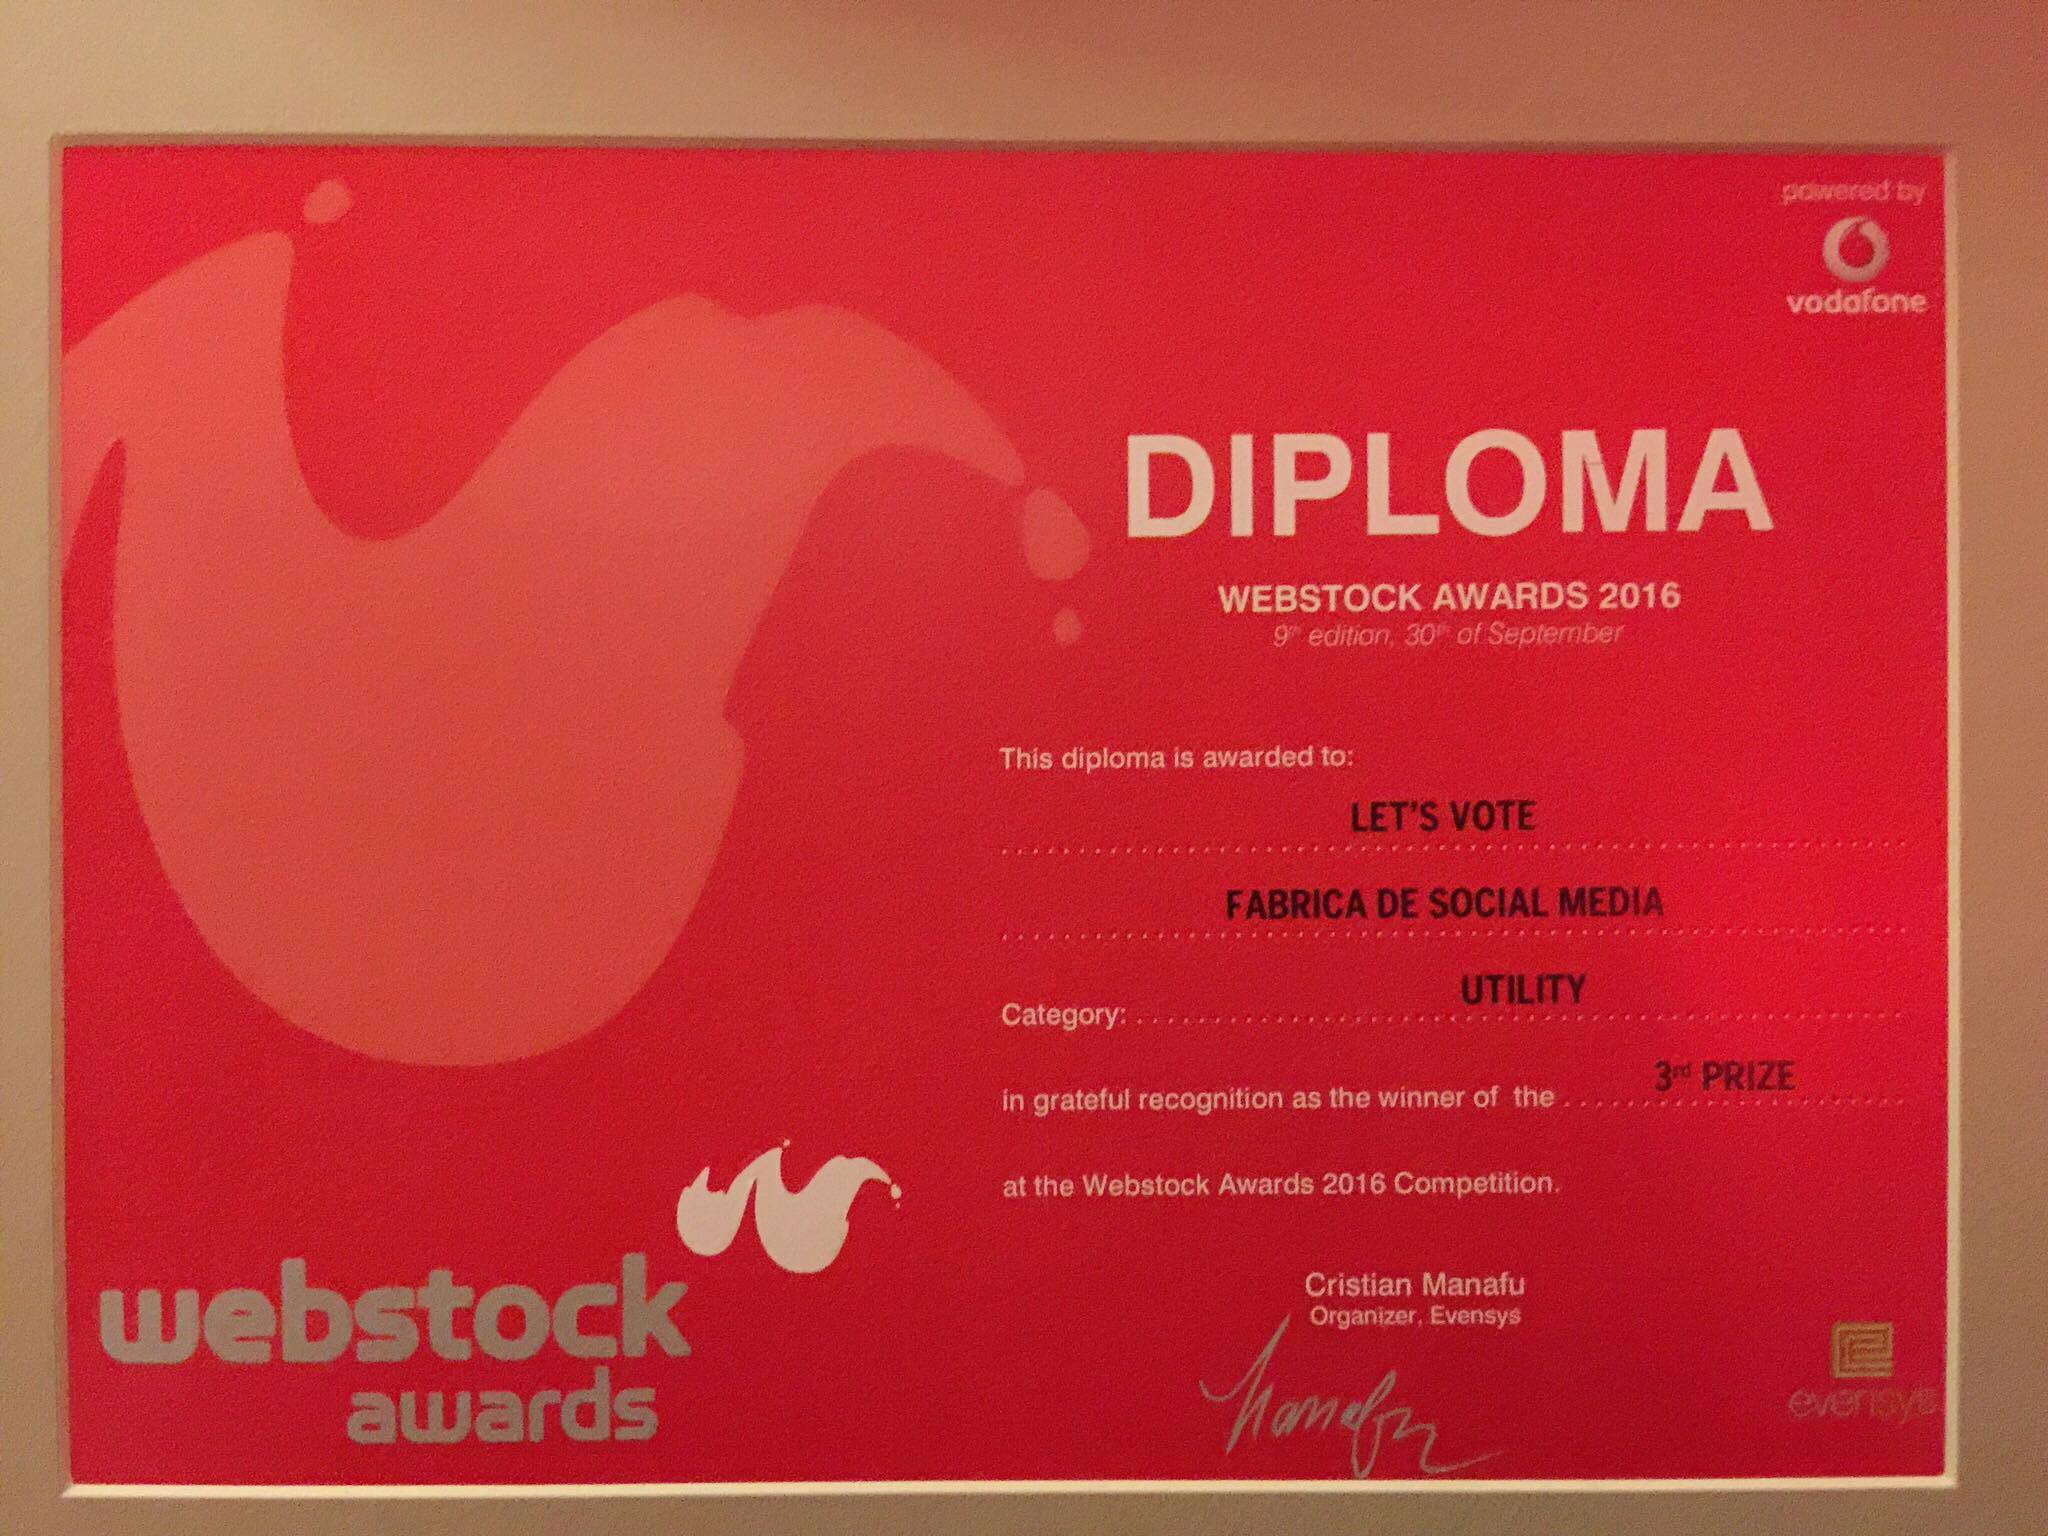 powered by
vodafone
DIPLOMA
WEBSTOCK AWARDS 2016
9th edition, 30th of September
This diploma is awarded to:
LET'S VOTE
FABRICA DE SOCIAL MEDIA
Category: UTILITY
in grateful recognition as the winner of the 3rd PRIZE
at the Webstock Awards 2016 Competition.
Cristian Manafu
Organizer, Evensys
Manafu
webstock
awards
evensys